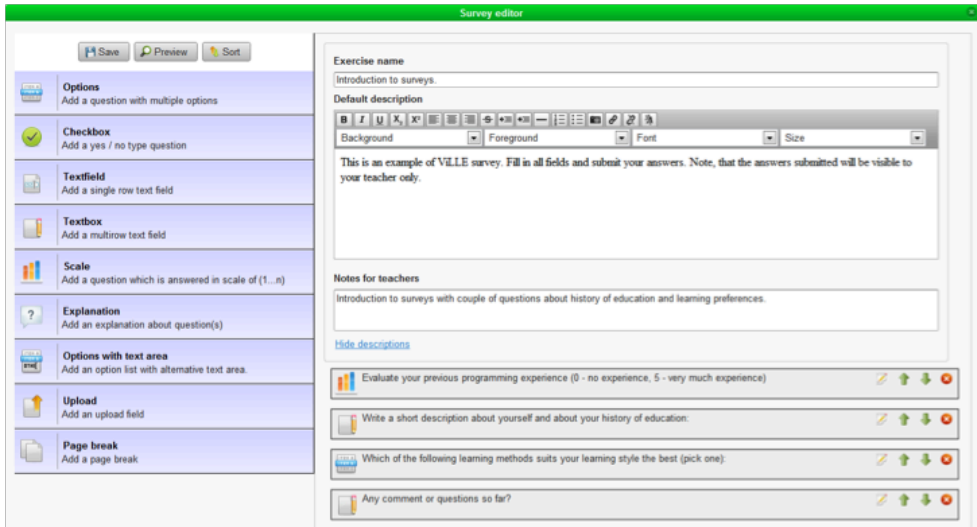 Survey editor
Save Preview Sort
Options
Add a question with multiple options
Checkbox
Add a yes / no type question
Textfield
Add a single row text field
Textbox
Add a multirow text field
Scale
Add a question which is answered in scale of (1...n)
Explanation
Add an explanation about question(s)
Options with text area
Add an option list with alternative text area.
Upload
Add an upload field
Page break
Add a page break
Exercise name
Introduction to surveys.
Default description
B I U X, X²
Background Foreground Font Size
This is an example of ViLLE survey. Fill in all fields and submit your answers. Note, that the answers submitted will be visible to
your teacher only.
Notes for teachers
Introduction to surveys with couple of questions about history of education and learning preferences.
Hide descriptions
Evaluate your previous programming experience (0 - no experience, 5 - very much experience)
Write a short description about yourself and about your history of education:
Which of the following learning methods suits your learning style the best (pick one):
Any comment or questions so far?